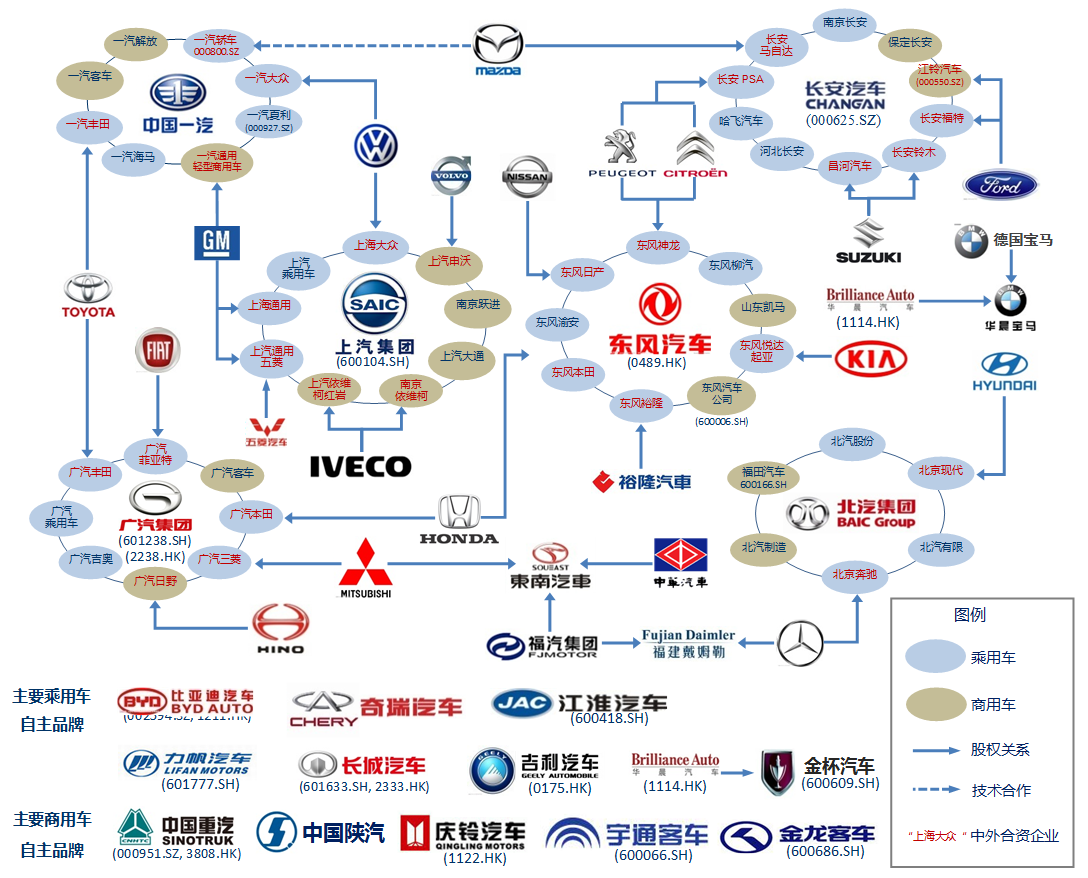 一汽解放
一汽轿车
000800.SZ
一汽客车
一汽大众
中国一汽
一汽夏利
(000927.SZ)
一汽丰田
一汽海马
一汽通用
轻型商用车
mazda
南京长安
长安
马自达
保定长安
长安 PSA
江铃汽车
(000550.SZ)
长安汽车
CHANGAN
(000625.SZ)
哈飞汽车
长安福特
河北长安
昌河汽车
长安铃木
Ford
SUZUKI
PEUGEOT
CITROËN
VOLVO
NISSAN
GM
TOYOTA
FIAT
上海大众
上汽
乘用车
上汽申沃
上海通用
SAIC
上汽集团
(600104.SH)
南京跃进
上汽通用
五菱
上汽大通
上汽依维
柯红岩
南京
依维柯
五菱汽车
IVECO
东风神龙
东风日产
东风柳汽
东风渝安
东风汽车
(0489.HK)
山东凯马
东风悦达
起亚
东风本田
东风裕隆
东风汽车
公司
(600006.SH)
裕隆汽車
KIA
BMW
德国宝马
Brilliance Auto
华晨汽车
(1114.HK)
BMW
华晨宝马
HYUNDAI
广汽
菲亚特
广汽丰田
广汽客车
广汽
乘用车
广汽集团
(601238.SH)
(2238.HK)
广汽本田
广汽吉奥
广汽三菱
广汽日野
HINO
HONDA
MITSUBISHI
SOUEAST
東南汽車
中華汽車
福汽集团
FJMOTOR
Fujian Daimler
福建戴姆勒
北汽股份
福田汽车
600166.SH
北京现代
北汽集团
BAIC Group
北汽制造
北汽有限
北京奔驰
图例
乘用车
商用车
股权关系
技术合作
“上海大众“ 中外合资企业
主要乘用车
自主品牌
BYD
比亚迪汽车
BYD AUTO
(002594.SZ, 1211.HK)
CHERY
奇瑞汽车
JAC
江淮汽车
(600418.SH)
力帆汽车
LIFAN MOTORS
(601777.SH)
长城汽车
(601633.SH, 2333.HK)
GEELY
吉利汽车
GEELY AUTOMOBILE
(0175.HK)
Brilliance Auto
华晨汽车
(1114.HK)
金杯汽车
(600609.SH)
主要商用车
自主品牌
CNHTC
中国重汽
SINOTRUK
(000951.SZ, 3808.HK)
中国陕汽
庆铃汽车
QINGLING MOTORS
(1122.HK)
宇通客车
(600066.SH)
金龙客车
(600686.SH)